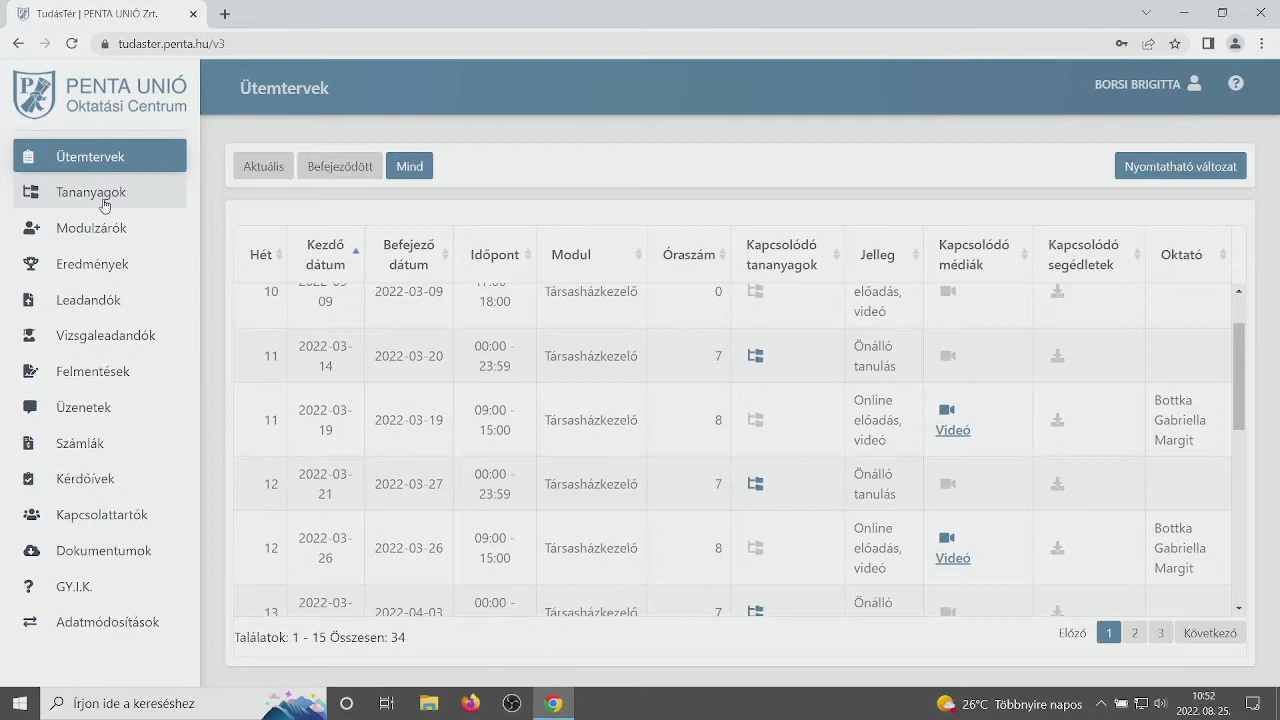 TudásTér | PENTA UNIÓ Zrt.
tudaster.penta.hu/v3
PENTA UNIÓ
Oktatási Centrum
Ütemtervek
BORSI BRIGITTA
Ütemtervek
Tananyagok
Modulzárók
Eredmények
Leadandók
Vizsgaleadandók
Felmentések
Üzenetek
Számlák
Kérdőívek
Kapcsolattartók
Dokumentumok
GY.I.K.
Adatmódosítások
Aktuális Befejeződött Mind Nyomtatható változat
Hét Kezdő dátum Befejező dátum Időpont Modul Óraszám Kapcsolódó tananyagok Jelleg Kapcsolódó médiák Kapcsolódó segédletek Oktató
10 2022-03-09 2022-03-09 17:00 - 18:00 Társasházkezelő 0 előadás, videó
11 2022-03-14 2022-03-20 00:00 - 23:59 Társasházkezelő 7 Önálló tanulás
11 2022-03-19 2022-03-19 09:00 - 15:00 Társasházkezelő 8 Online előadás, videó Videó Bottka Gabriella Margit
12 2022-03-21 2022-03-27 00:00 - 23:59 Társasházkezelő 7 Önálló tanulás
12 2022-03-26 2022-03-26 09:00 - 15:00 Társasházkezelő 8 Online előadás, videó Videó Bottka Gabriella Margit
13 2022-03- 2022-04-03 00:00 - Társasházkezelő 7 Önálló
Találatok: 1 - 15 Összesen: 34
Előző 1 2 3 Következő
Írjon ide a kereséshez
26°C Többnyire napos
10:52
2022. 08. 25.